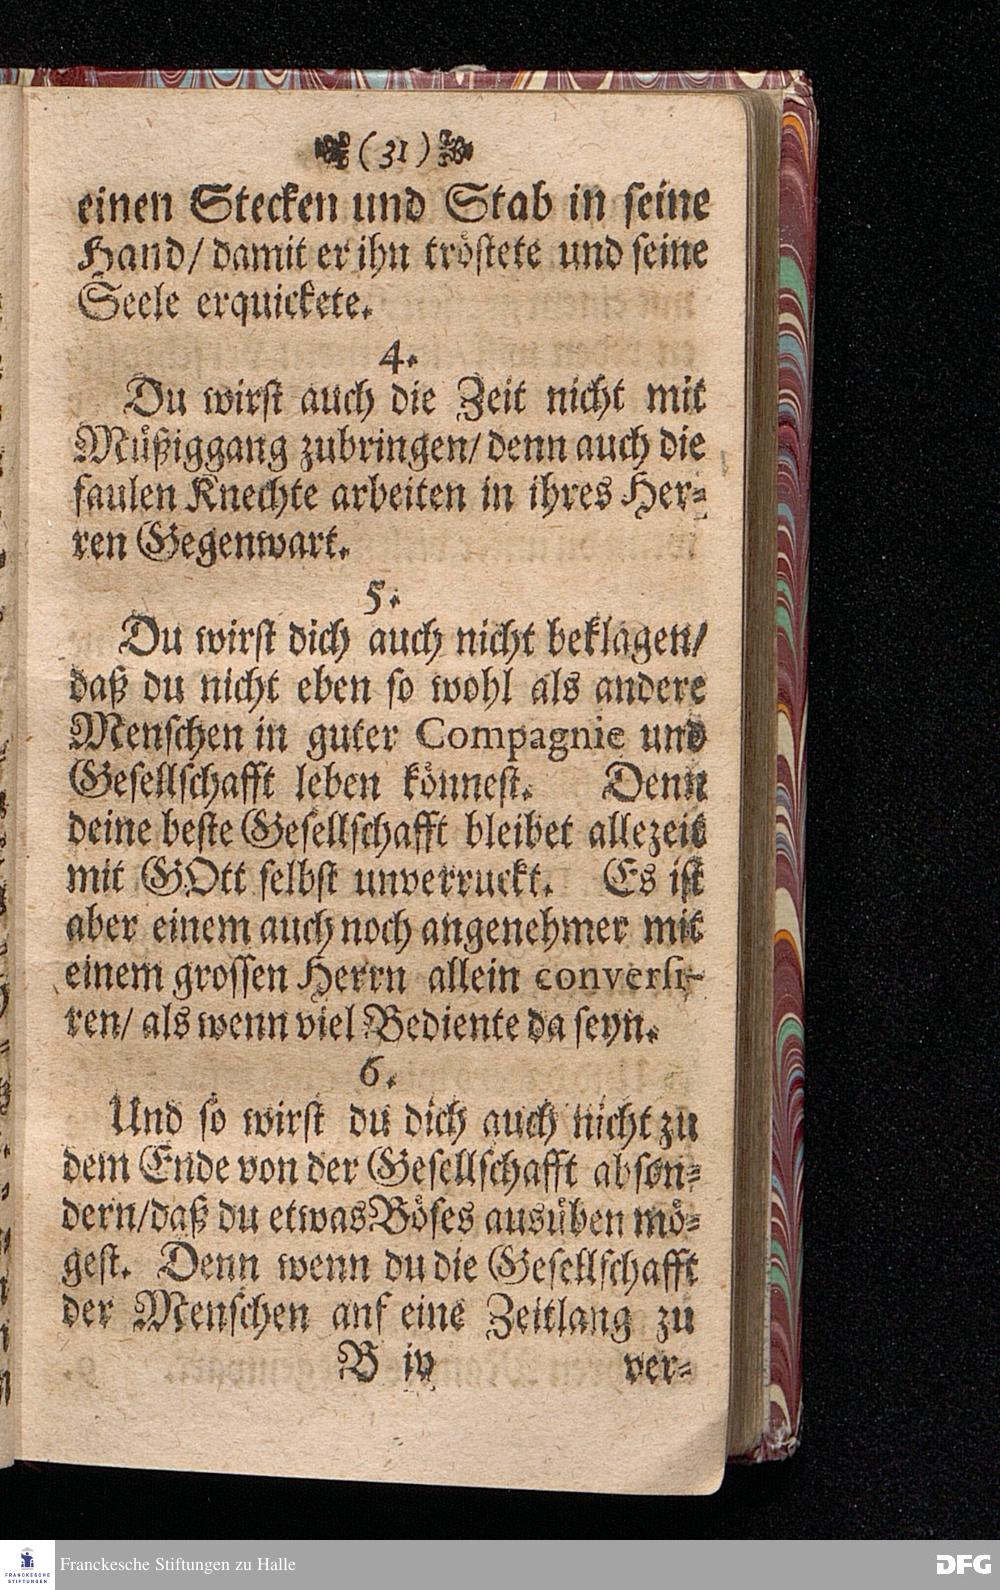 (31)
einen Stecken und Stab in seine
Hand/ damit er ihn tröstete und seine
Seele erquickete.
4.
Du wirst auch die Zeit nicht mit
Müßiggang zubringen/ denn auch die
faulen Knechte arbeiten in ihres Her-
ren Gegenwart.
5.
Du wirst dich auch nicht beklagen/
daß du nicht eben so wohl als andere
Menschen in guter Compagnie und
Gesellschafft leben könnest. Denn
deine beste Gesellschafft bleibet allezeit
mit GOtt selbst unverruckt. Es ist
aber einem auch noch angenehmer mit
einem grossen Herrn allein conversi-
ren/ als wenn viel Bediente da seyn.
6.
Und so wirst du dich auch nicht zu
dem Ende von der Gesellschafft abson-
dern/ daß du etwas Böses ausüben mö-
gest. Denn wenn du die Gesellschafft
der Menschen anf eine Zeitlang zu
B iv ver-
FRANCKESCHE
STIFTUNGEN
Franckesche Stiftungen zu Halle
DFG